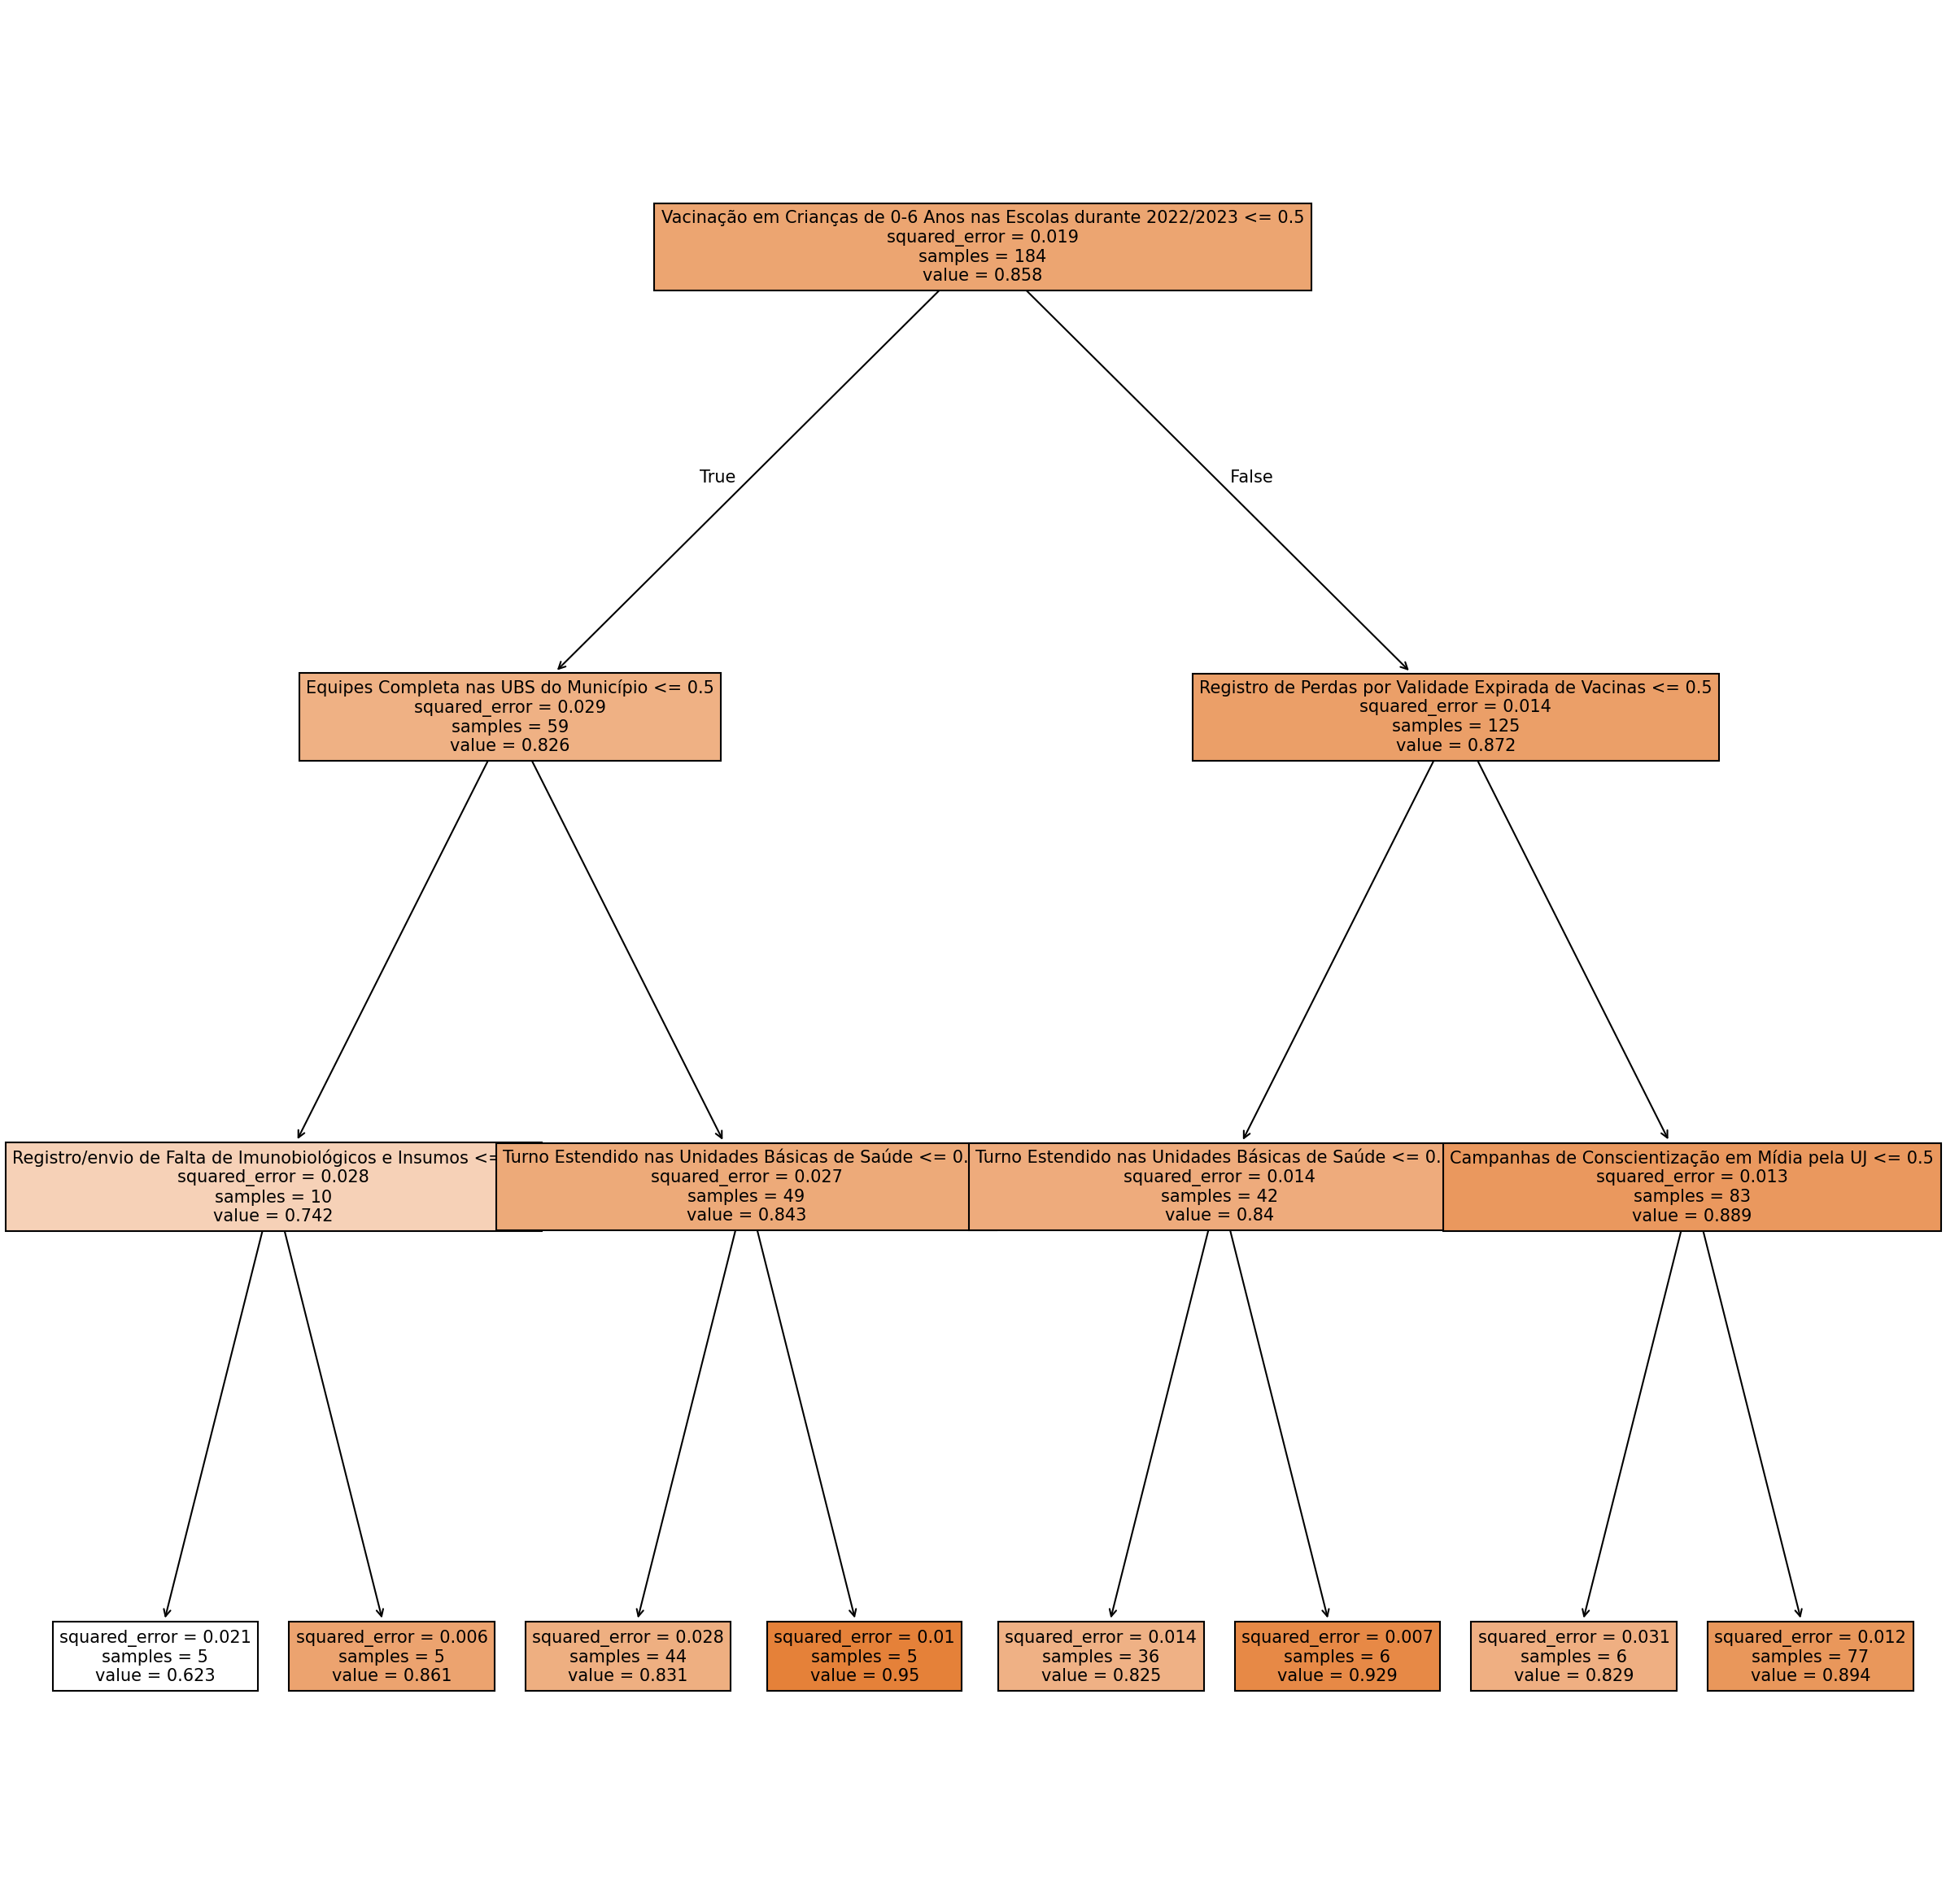 Vacinação em Crianças de 0-6 Anos nas Escolas durante 2022/2023 <= 0.5
squared_error = 0.019
samples = 184
value = 0.858
True
False
Equipes Completa nas UBS do Município <= 0.5
squared_error = 0.029
samples = 59
value = 0.826
Registro de Perdas por Validade Expirada de Vacinas <= 0.5
squared_error = 0.014
samples = 125
value = 0.872
Registro/envio de Falta de Imunobiológicos e Insumos <=
squared_error = 0.028
samples = 10
value = 0.742
Turno Estendido nas Unidades Básicas de Saúde <= 0.
squared_error = 0.027
samples = 49
value = 0.843
Turno Estendido nas Unidades Básicas de Saúde <= 0.
squared_error = 0.014
samples = 42
value = 0.84
Campanhas de Conscientização em Mídia pela UJ <= 0.5
squared_error = 0.013
samples = 83
value = 0.889
squared_error = 0.021
samples = 5
value = 0.623
squared_error = 0.006
samples = 5
value = 0.861
squared_error = 0.028
samples = 44
value = 0.831
squared_error = 0.01
samples = 5
value = 0.95
squared_error = 0.014
samples = 36
value = 0.825
squared_error = 0.007
samples = 6
value = 0.929
squared_error = 0.031
samples = 6
value = 0.829
squared_error = 0.012
samples = 77
value = 0.894